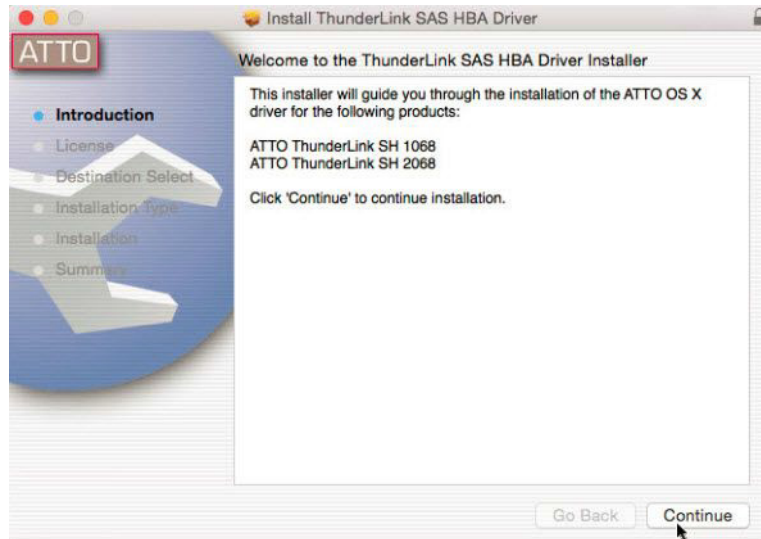 Install ThunderLink SAS HBA Driver
ATTO
Welcome to the ThunderLink SAS HBA Driver Installer
Introduction
License
Destination Select
Installation Type
Installation
Summary
This installer will guide you through the installation of the ATTO OS X
driver for the following products:
ATTO ThunderLink SH 1068
ATTO ThunderLink SH 2068
Click 'Continue' to continue installation.
Go Back
Continue